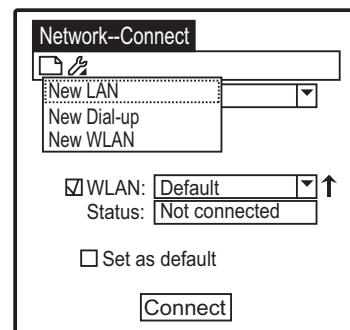 Network--Connect
New LAN
New Dial-up
New WLAN
WLAN: Default
Status: Not connected
Set as default
Connect